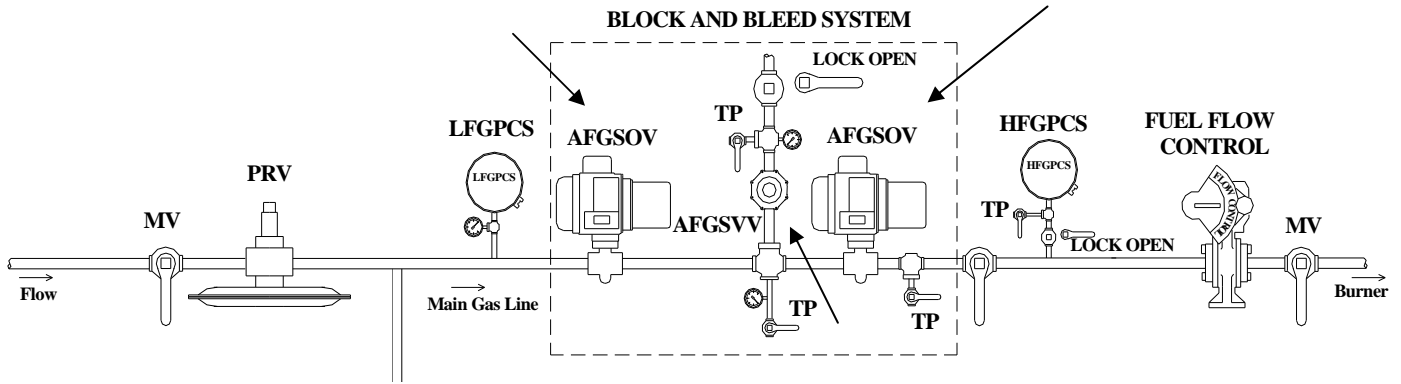 BLOCK AND BLEED SYSTEM
LOCK OPEN
TP
LFGPCS
AFGSOV
AFGSOV
HFGPCS
FUEL FLOW
CONTROL
PRV
LFGPCS
HFGPCS
FLOW CONTROL
MV
AFGSVV
TP
LOCK OPEN
MV
Flow
Main Gas Line
TP
TP
Burner